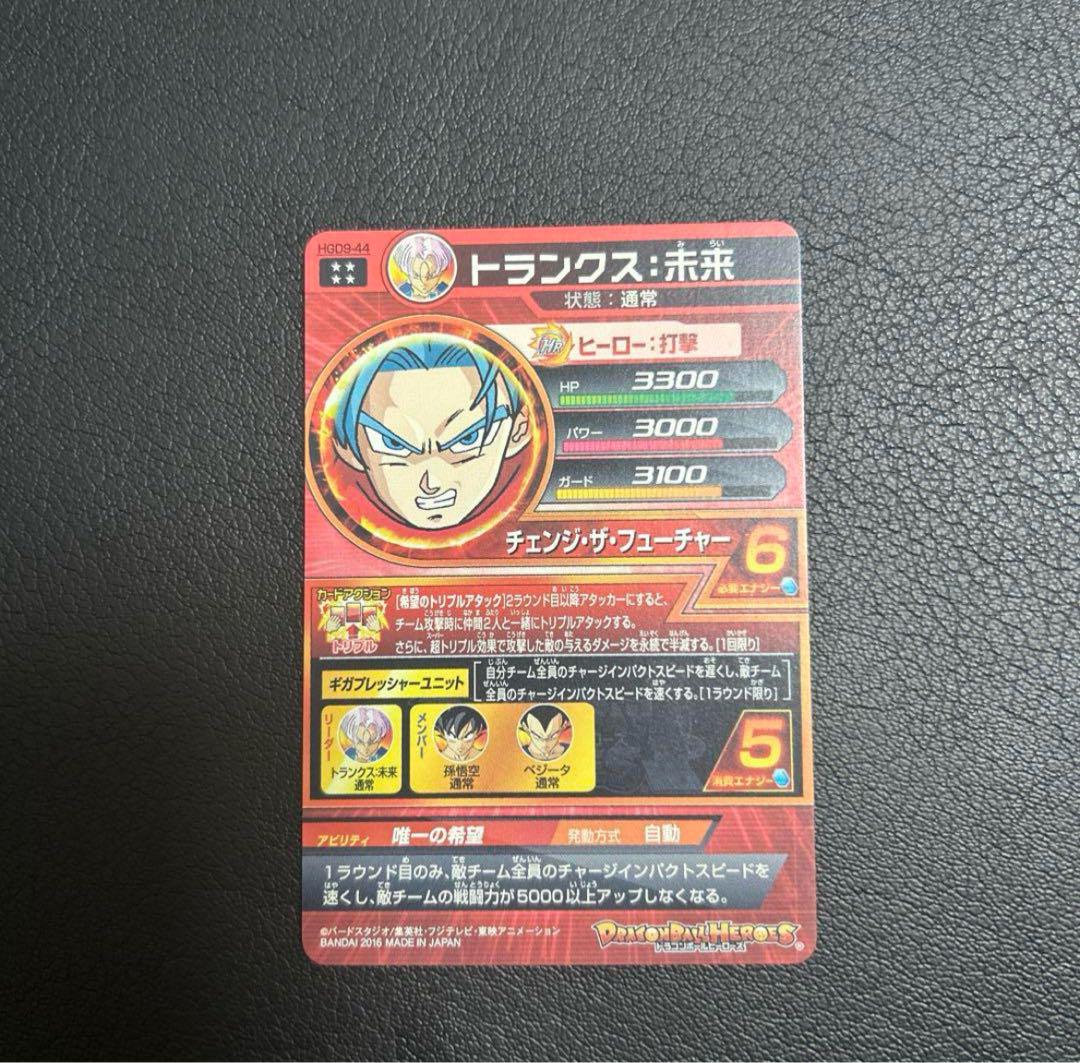 HGD9-44
★★
★★
トランクス:未来
み らい
状態:通常
HR ヒーロー:打撃
HP 3300
パワー 3000
ガード 3100
チェンジ・ザ・フューチャー
6
必要エナジー
カードアクション
トリプル
[希望のトリプルアタック]2ラウンド目以降アタッカーにすると、
チーム攻撃時に仲間2人と一緒にトリプルアタックする。
さらに、超トリプル効果で攻撃した敵の与えるダメージを永続で半減する。[1回限り]
ギガプレッシャーユニット
自分チーム全員のチャージインパクトスピードを遅くし、敵チーム
全員のチャージインパクトスピードを速くする。[1ラウンド限り]
リーダー
トランクス:未来
通常
メンバー
孫悟空
通常
ベジータ
通常
5
消費エナジー
アビリティ 唯一の希望 発動方式 自動
1ラウンド目のみ、敵チーム全員のチャージインパクトスピードを
速くし、敵チームの戦闘力が5000以上アップしなくなる。
©バードスタジオ/集英社・フジテレビ・東映アニメーション
BANDAI 2016 MADE IN JAPAN
DRAGONBALL HEROES
ドラゴンボールヒーローズ